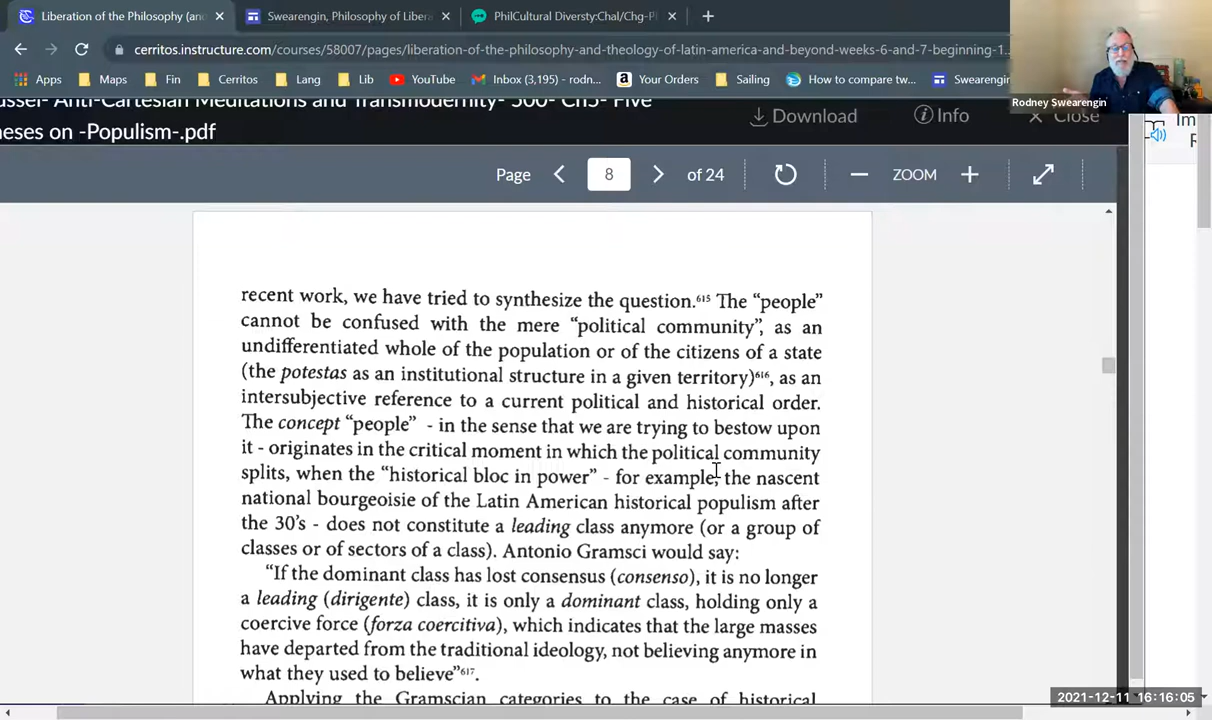 Liberation of the Philosophy (an
Swearengin, Philosophy of Libera
PhilCultural Diversty:Chal/Chg-P
cerritos.instructure.com/courses/58007/pages/liberation-of-the-philosophy-and-theology-of-latin-america-and-beyond-weeks-6-and-7-beginning-1...
Apps Maps Fin Cerritos Lang Lib YouTube Inbox (3,195) - rodn... Your Orders Sailing How to compare tw... Swearengin
Rodney Swearengin
ussel- Anti-Cartesian Meditations and Transmodernity- 300- Ch5- Five
neses on -Populism-.pdf
Download Info Close
Im
R
Page 8 of 24 ZOOM
recent work, we have tried to synthesize the question.⁶¹⁵ The “people”
cannot be confused with the mere “political community”, as an
undifferentiated whole of the population or of the citizens of a state
(the potestas as an institutional structure in a given territory)⁶¹⁶, as an
intersubjective reference to a current political and historical order.
The concept “people” - in the sense that we are trying to bestow upon
it - originates in the critical moment in which the political community
splits, when the “historical bloc in power” - for example, the nascent
national bourgeoisie of the Latin American historical populism after
the 30’s - does not constitute a leading class anymore (or a group of
classes or of sectors of a class). Antonio Gramsci would say:
“If the dominant class has lost consensus (consenso), it is no longer
a leading (dirigente) class, it is only a dominant class, holding only a
coercive force (forza coercitiva), which indicates that the large masses
have departed from the traditional ideology, not believing anymore in
what they used to believe”⁶¹⁷.
Applying the Gramscian categories to the case of historical
2021-12-11 16:16:05